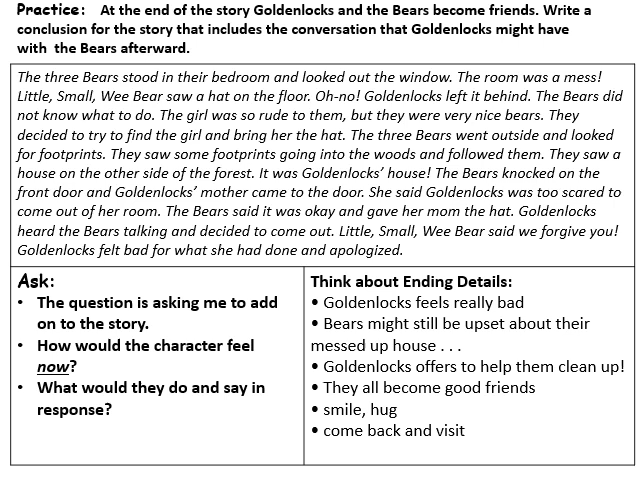 Practice: At the end of the story Goldenlocks and the Bears become friends. Write a
conclusion for the story that includes the conversation that Goldenlocks might have
with the Bears afterward.
The three Bears stood in their bedroom and looked out the window. The room was a mess!
Little, Small, Wee Bear saw a hat on the floor. Oh-no! Goldenlocks left it behind. The Bears did
not know what to do. The girl was so rude to them, but they were very nice bears. They
decided to try to find the girl and bring her the hat. The three Bears went outside and looked
for footprints. They saw some footprints going into the woods and followed them. They saw a
house on the other side of the forest. It was Goldenlocks’ house! The Bears knocked on the
front door and Goldenlocks’ mother came to the door. She said Goldenlocks was too scared to
come out of her room. The Bears said it was okay and gave her mom the hat. Goldenlocks
heard the Bears talking and decided to come out. Little, Small, Wee Bear said we forgive you!
Goldenlocks felt bad for what she had done and apologized.
Ask:
• The question is asking me to add
on to the story.
• How would the character feel
now?
• What would they do and say in
response?
Think about Ending Details:
• Goldenlocks feels really bad
• Bears might still be upset about their
messed up house . . .
• Goldenlocks offers to help them clean up!
• They all become good friends
• smile, hug
• come back and visit